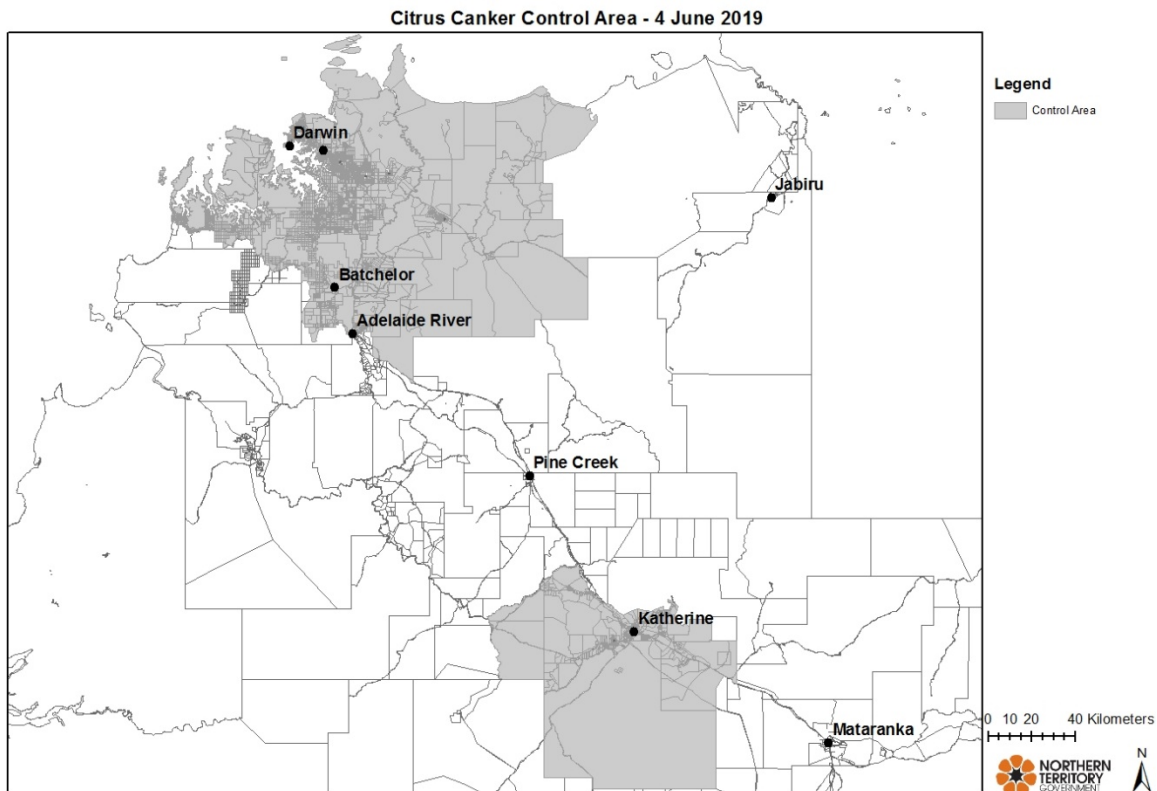 Citrus Canker Control Area - 4 June 2019
Legend
Control Area
Darwin
Jabiru
Batchelor
Adelaide River
Pine Creek
Katherine
Mataranka
0 10 20 40 Kilometers
N
NORTHERN
TERRITORY
GOVERNMENT